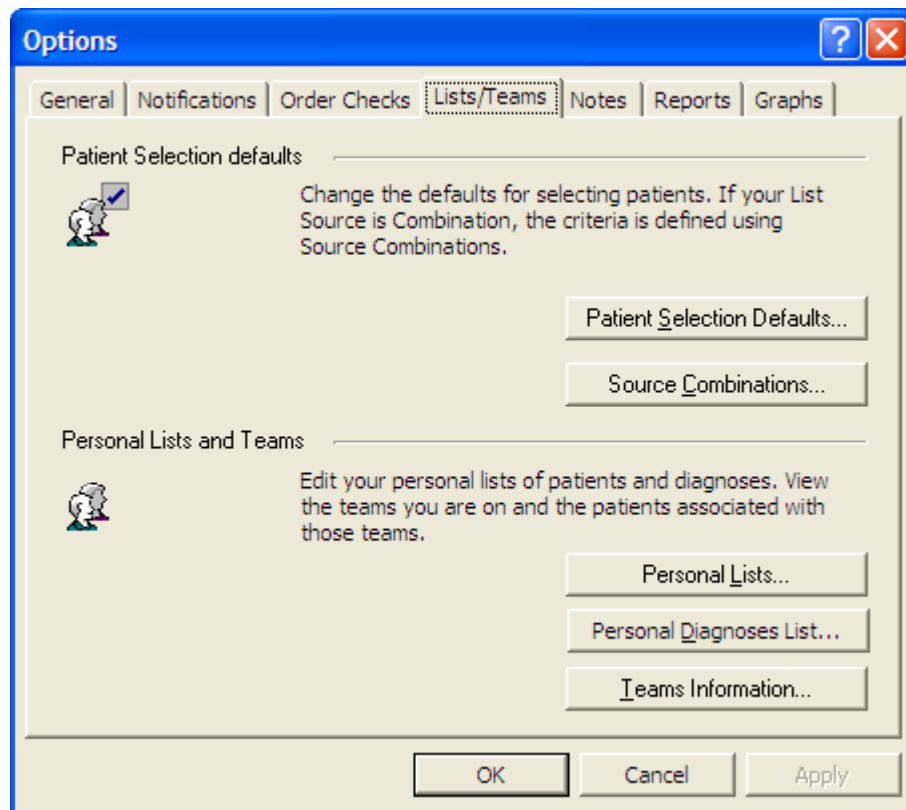 Options
General
Notifications
Order Checks
Lists/Teams
Notes
Reports
Graphs
Patient Selection defaults
Change the defaults for selecting patients. If your List
Source is Combination, the criteria is defined using
Source Combinations.
Patient Selection Defaults...
Source Combinations...
Personal Lists and Teams
Edit your personal lists of patients and diagnoses. View
the teams you are on and the patients associated with
those teams.
Personal Lists...
Personal Diagnoses List...
Teams Information...
OK
Cancel
Apply